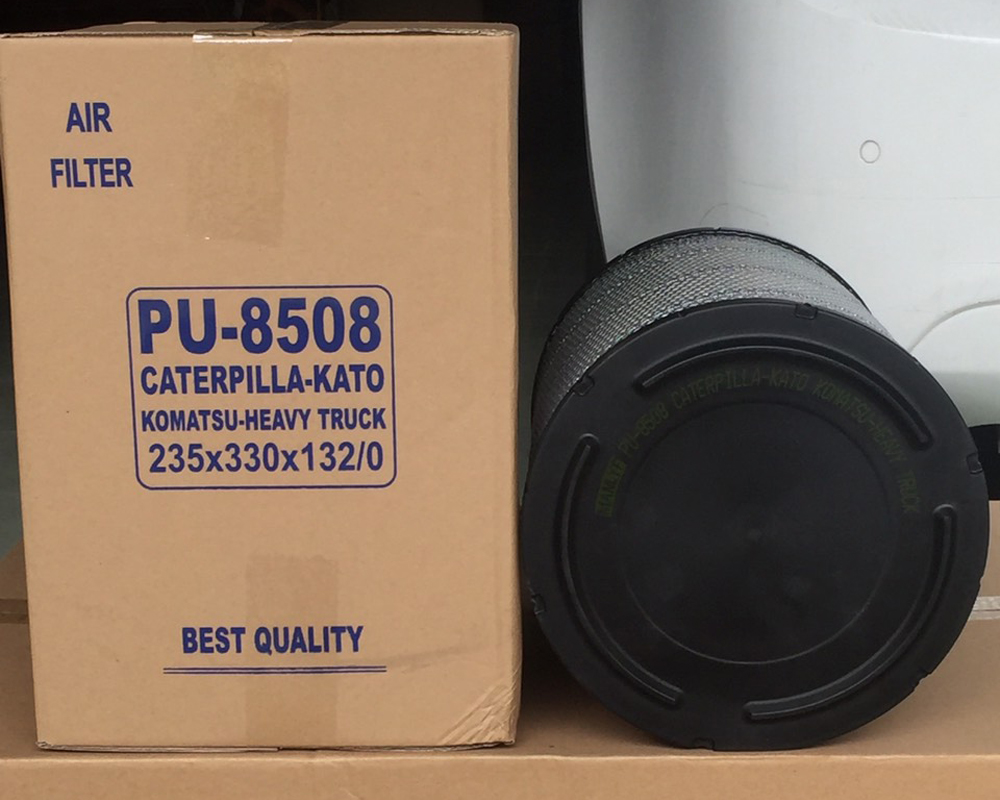 AIR
FILTER
PU-8508
CATERPILLA-KATO
KOMATSU-HEAVY TRUCK
235x330x132/0
BEST QUALITY
PU-8508 CATERPILLA-KATO KOMATSU-HEAVY TRUCK